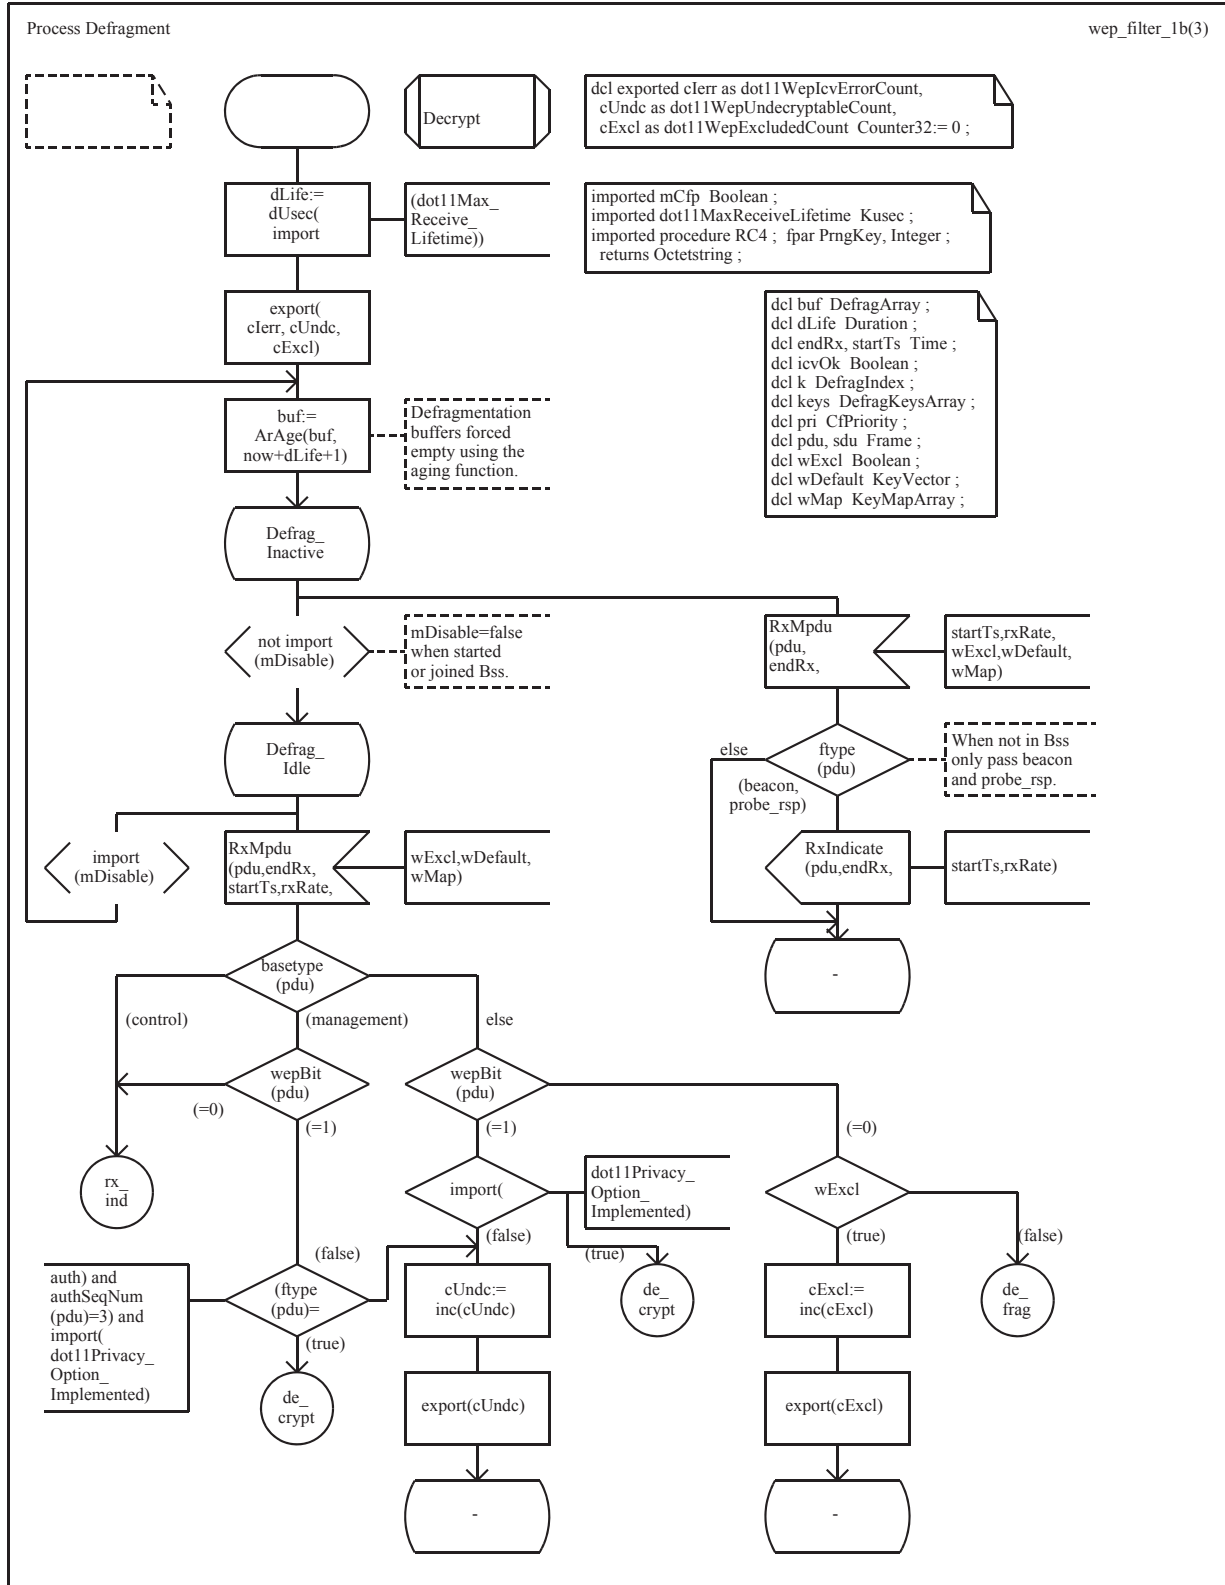 Process Defragment
wep_filter_1b(3)
Decrypt
dcl exported cIerr as dot11WepIcvErrorCount,
cUndc as dot11WepUndecryptableCount,
cExcl as dot11WepExcludedCount Counter32:= 0 ;
dLife:=
dUsec(
import
(dot11Max_
Receive_
Lifetime))
imported mCfp Boolean ;
imported dot11MaxReceiveLifetime Kusec ;
imported procedure RC4 ; fpar PrngKey, Integer ;
returns Octetstring ;
export(
cIerr, cUndc,
cExcl)
dcl buf DefragArray ;
dcl dLife Duration ;
dcl endRx, startTs Time ;
dcl icvOk Boolean ;
dcl k DefragIndex ;
dcl keys DefragKeysArray ;
dcl pri CfPriority ;
dcl pdu, sdu Frame ;
dcl wExcl Boolean ;
dcl wDefault KeyVector ;
dcl wMap KeyMapArray ;
buf:=
ArAge(buf,
now+dLife+1)
Defragmentation
buffers forced
empty using the
aging function.
Defrag_
Inactive
not import
(mDisable)
mDisable=false
when started
or joined Bss.
RxMpdu
(pdu,
endRx,
startTs,rxRate,
wExcl,wDefault,
wMap)
Defrag_
Idle
else
ftype
(pdu)
When not in Bss
only pass beacon
and probe_rsp.
(beacon,
probe_rsp)
import
(mDisable)
RxMpdu
(pdu,endRx,
startTs,rxRate,
wExcl,wDefault,
wMap)
RxIndicate
(pdu,endRx,
startTs,rxRate)
-
basetype
(pdu)
(control)
(management)
else
wepBit
(pdu)
wepBit
(pdu)
(=0)
(=1)
(=1)
(=0)
rx_
ind
import(
dot11Privacy_
Option_
Implemented)
wExcl
(false)
(false)
(true)
(true)
(false)
auth) and
authSeqNum
(pdu)=3) and
import(
dot11Privacy_
Option_
Implemented)
(ftype
(pdu)=
(true)
cUndc:=
inc(cUndc)
de_
crypt
cExcl:=
inc(cExcl)
de_
frag
de_
crypt
export(cUndc)
export(cExcl)
-
-